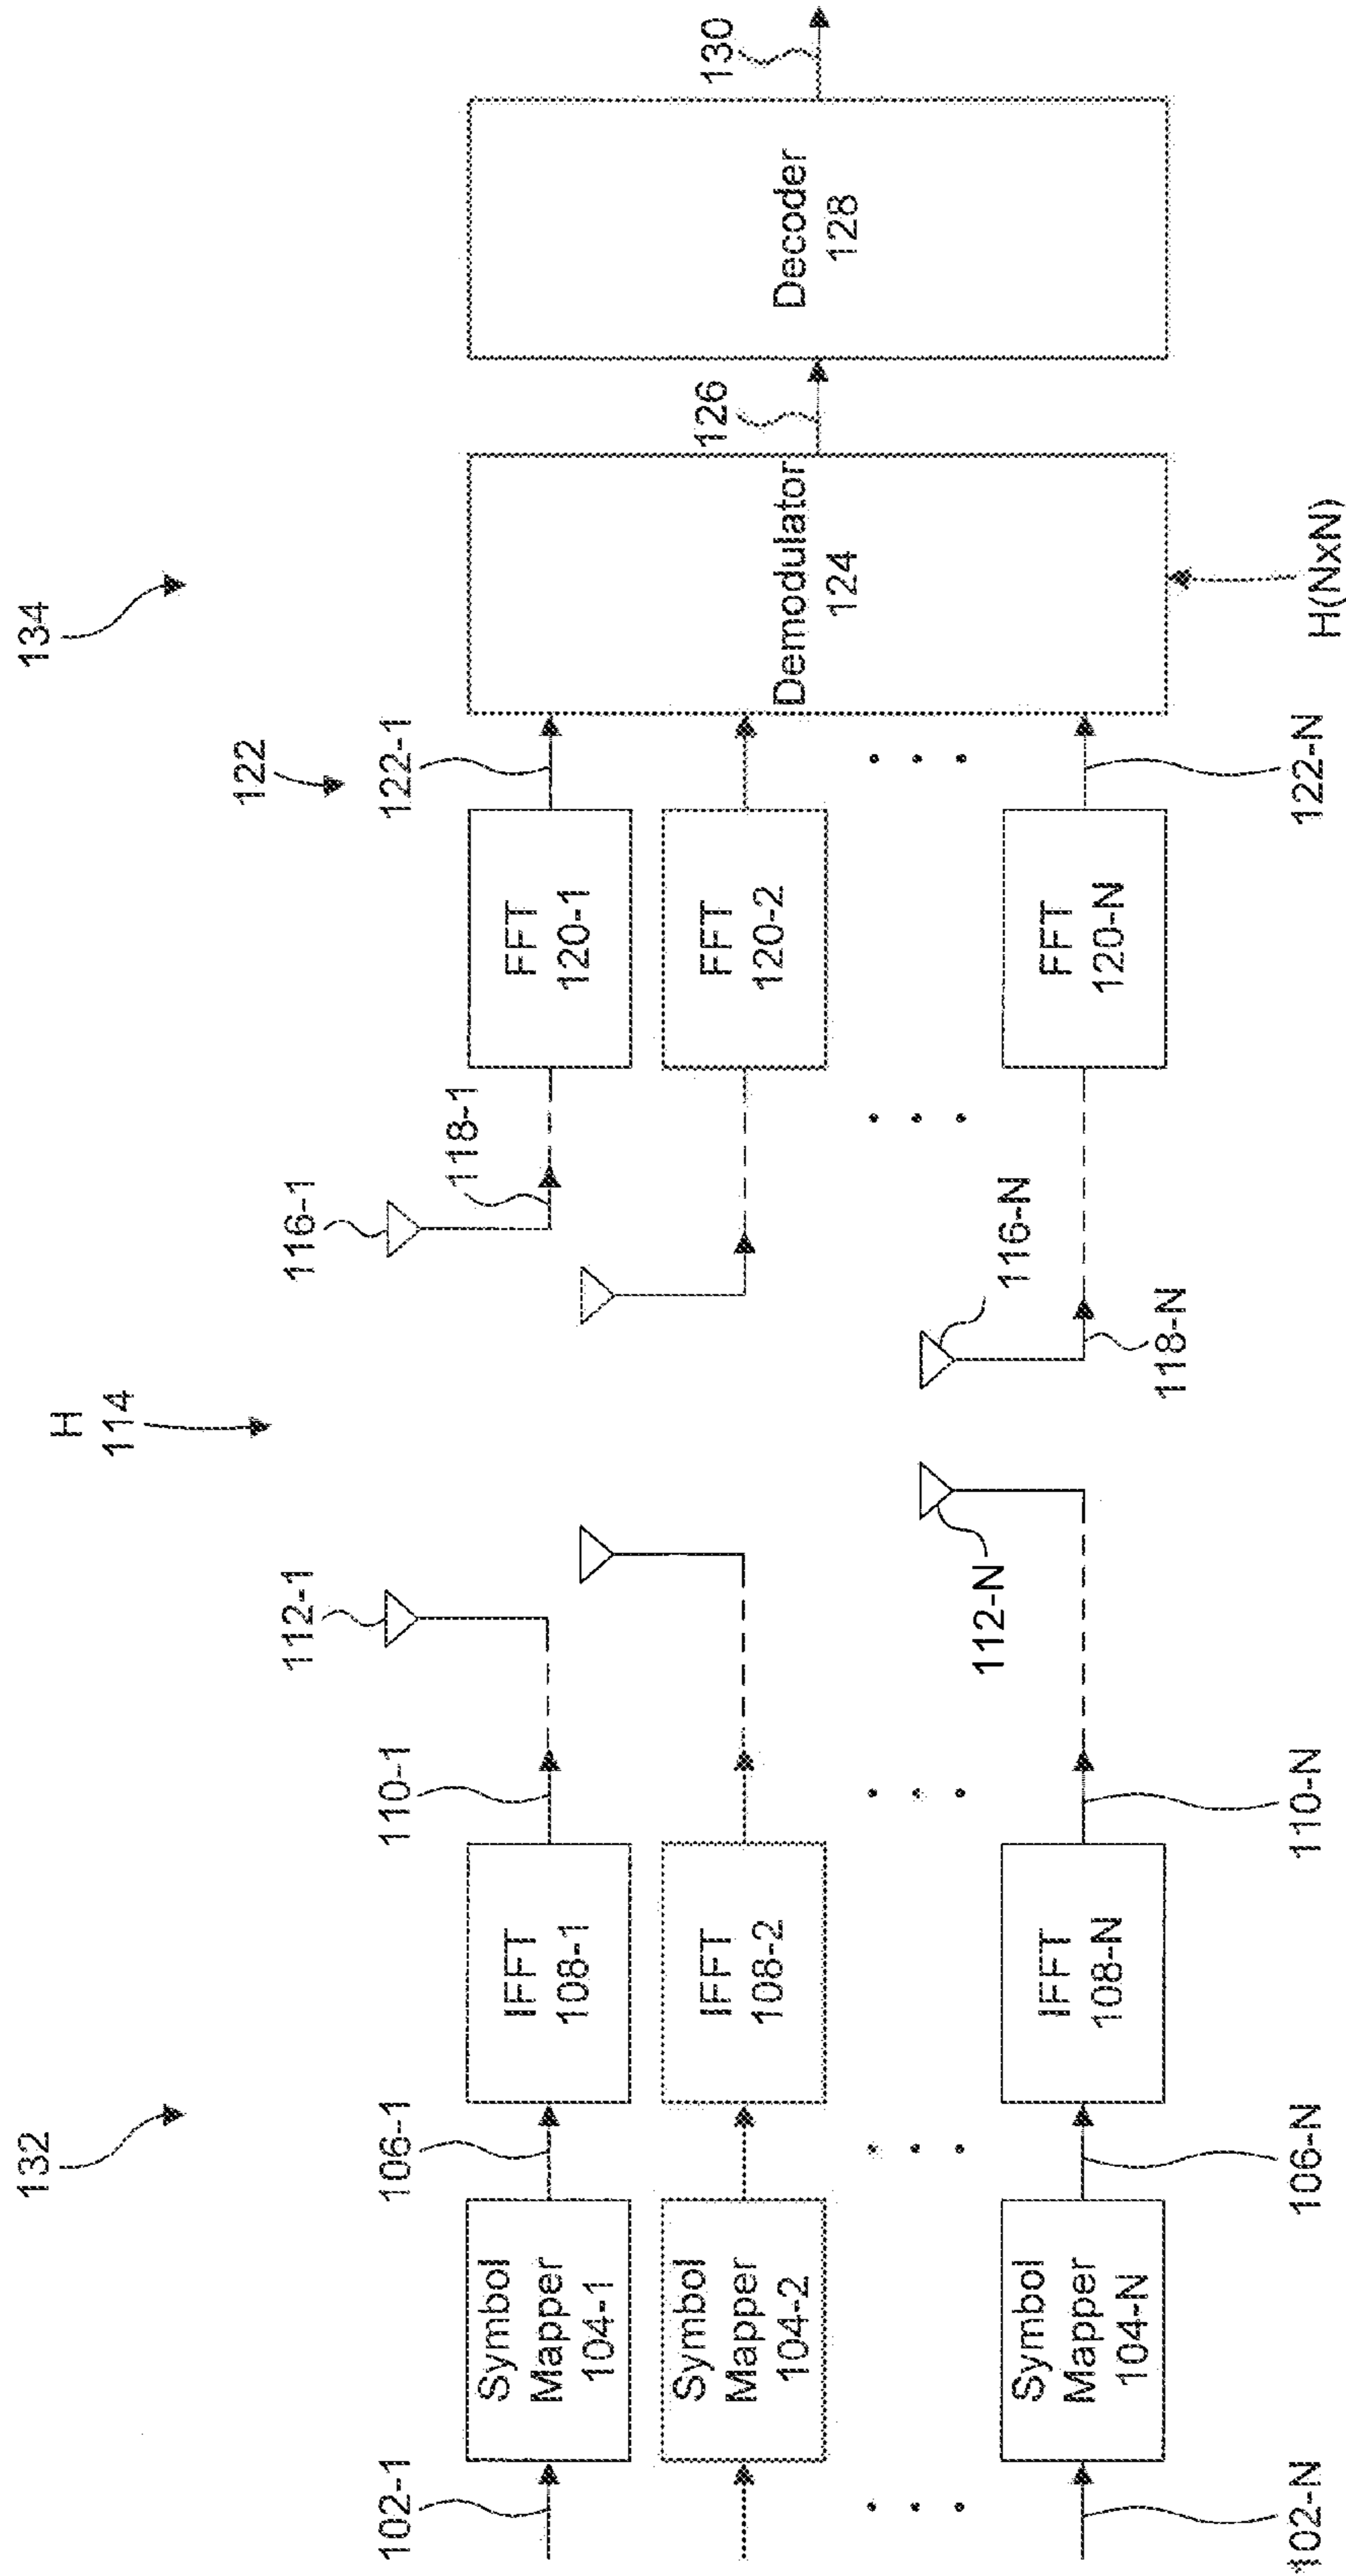 132
H
114
134
122
112-1
116-1
102-1
106-1
110-1
118-1
122-1
Symbol
Mapper
104-1
IFFT
108-1
FFT
120-1
Symbol
Mapper
104-2
IFFT
108-2
FFT
120-2
126
130
Demodulator
124
Decoder
128
112-N
116-N
Symbol
Mapper
104-N
IFFT
108-N
FFT
120-N
118-N
102-N
106-N
110-N
122-N
H(NxN)